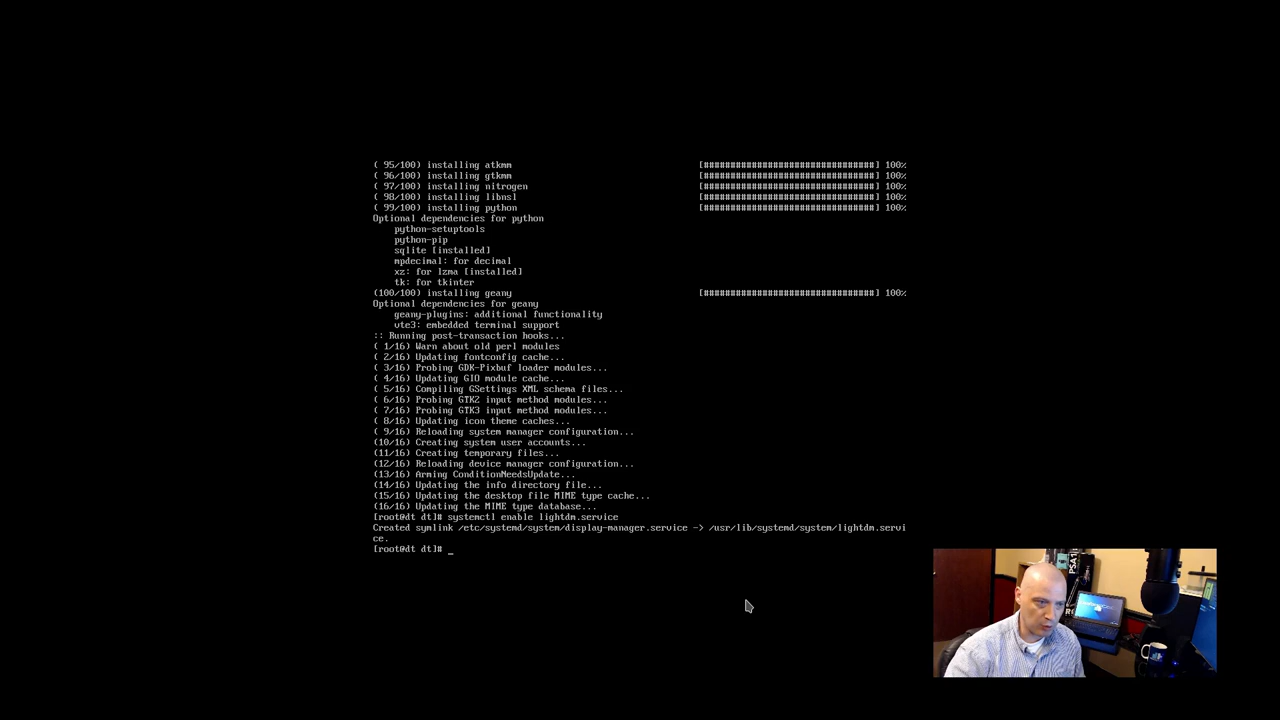 ( 95/100) installing atkmm [################################] 100%
( 96/100) installing gtkmm [################################] 100%
( 97/100) installing nitrogen [################################] 100%
( 98/100) installing libnsl [################################] 100%
( 99/100) installing python [################################] 100%
Optional dependencies for python
python-setuptools
python-pip
sqlite [installed]
mpdecimal: for decimal
xz: for lzma [installed]
tk: for tkinter
(100/100) installing geany [################################] 100%
Optional dependencies for geany
geany-plugins: additional functionality
vte3: embedded terminal support
:: Running post-transaction hooks...
( 1/16) Warn about old perl modules
( 2/16) Updating fontconfig cache...
( 3/16) Probing GDK-Pixbuf loader modules...
( 4/16) Updating GIO module cache...
( 5/16) Compiling GSettings XML schema files...
( 6/16) Probing GTK2 input method modules...
( 7/16) Probing GTK3 input method modules...
( 8/16) Updating icon theme caches...
( 9/16) Reloading system manager configuration...
(10/16) Creating system user accounts...
(11/16) Creating temporary files...
(12/16) Reloading device manager configuration...
(13/16) Arming ConditionNeedsUpdate...
(14/16) Updating the info directory file...
(15/16) Updating the desktop file MIME type cache...
(16/16) Updating the MIME type database...
[root@dt dt]# systemctl enable lightdm.service
Created symlink /etc/systemd/system/display-manager.service -> /usr/lib/systemd/system/lightdm.servi
ce.
[root@dt dt]# _
PSA1